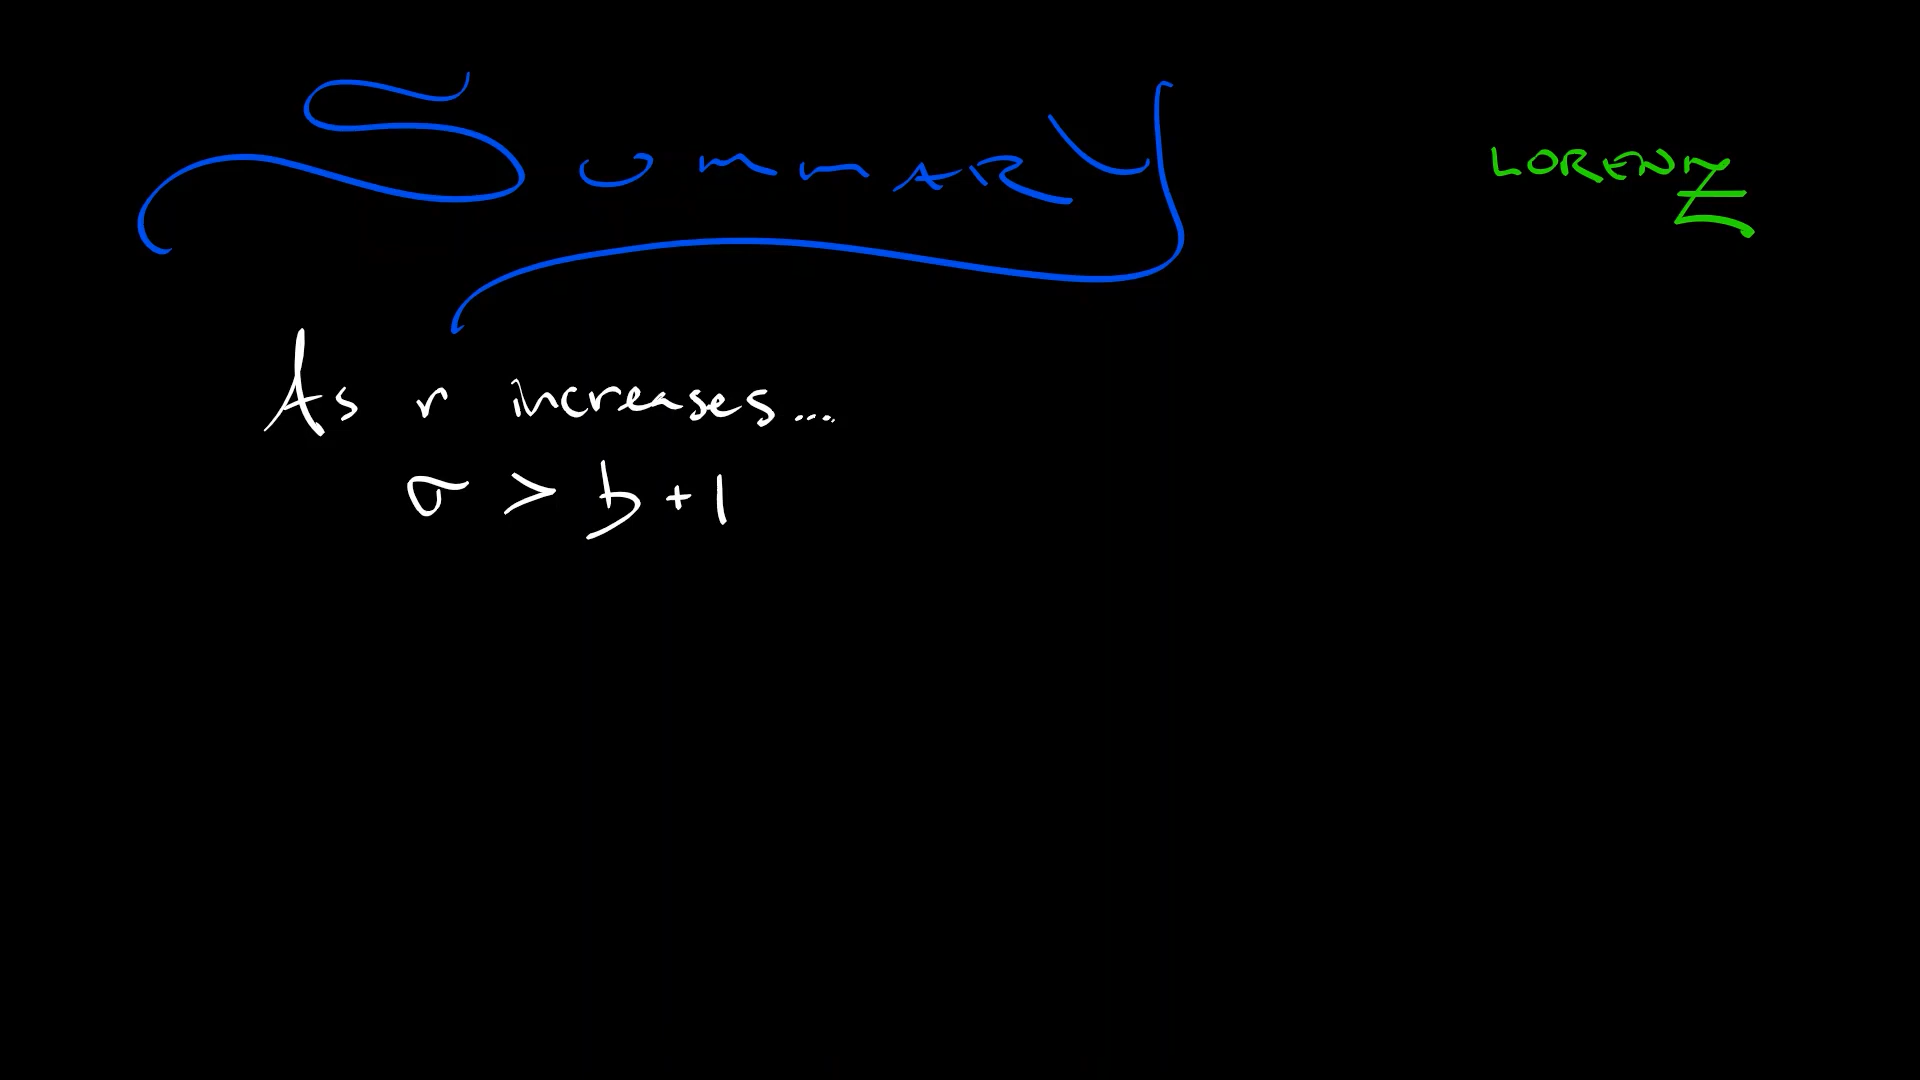 SUMMARY
LORENZ
As r increases....
σ > b + 1